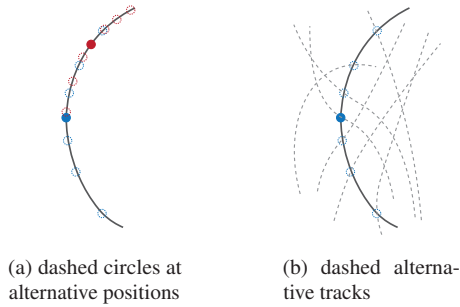 (a) dashed circles at
alternative positions
(b) dashed alterna-
tive tracks